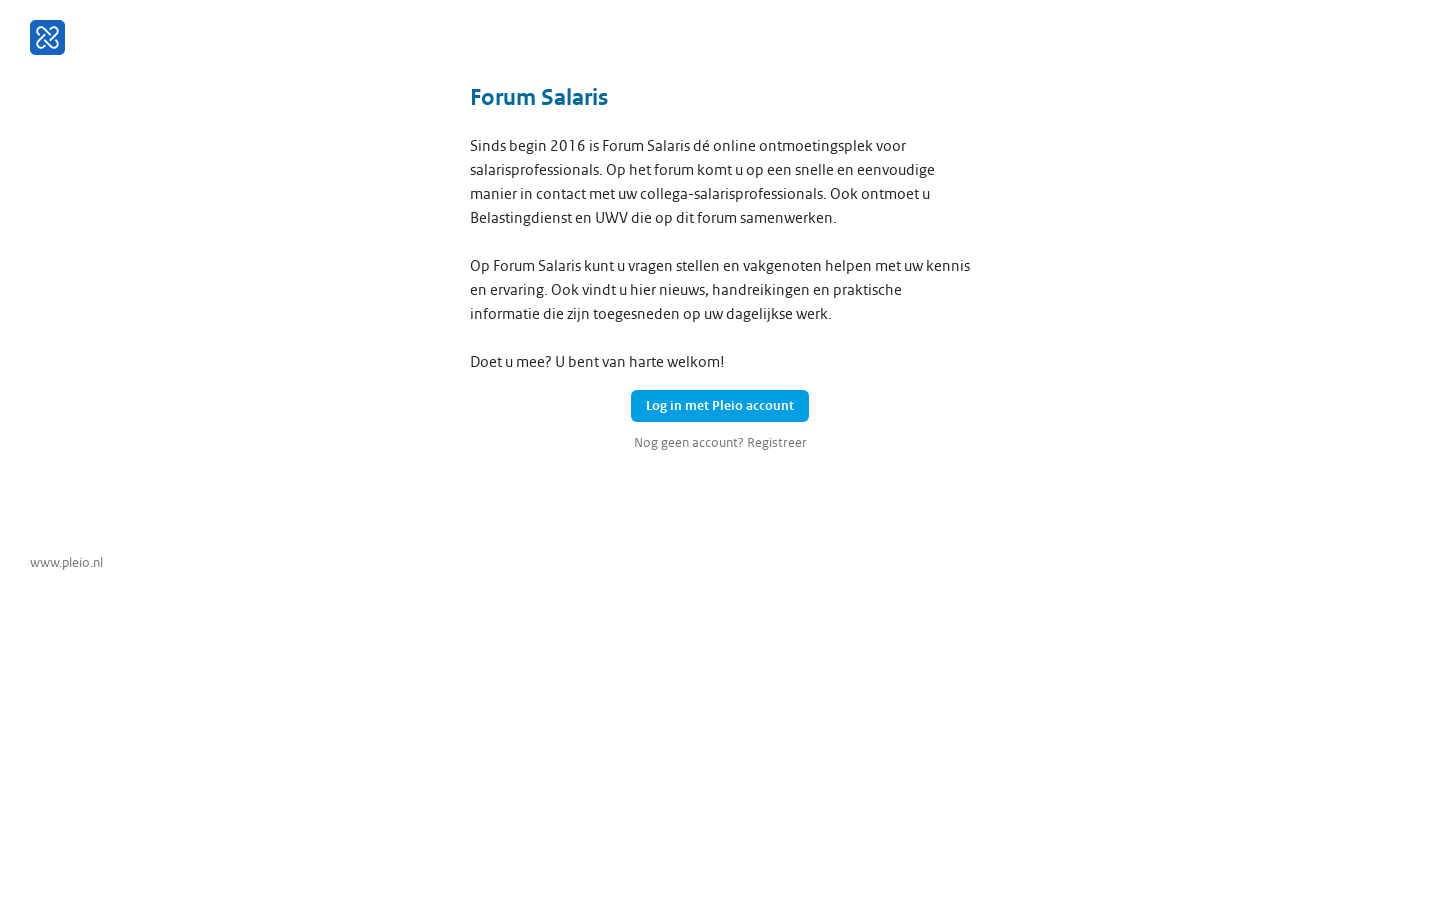 Forum Salaris
Sinds begin 2016 is Forum Salaris dé online ontmoetingsplek voor
salarisprofessionals. Op het forum komt u op een snelle en eenvoudige
manier in contact met uw collega-salarisprofessionals. Ook ontmoet u
Belastingdienst en UWV die op dit forum samenwerken.
Op Forum Salaris kunt u vragen stellen en vakgenoten helpen met uw kennis
en ervaring. Ook vindt u hier nieuws, handreikingen en praktische
informatie die zijn toegesneden op uw dagelijkse werk.
Doet u mee? U bent van harte welkom!
Log in met Pleio account
Nog geen account? Registreer
www.pleio.nl